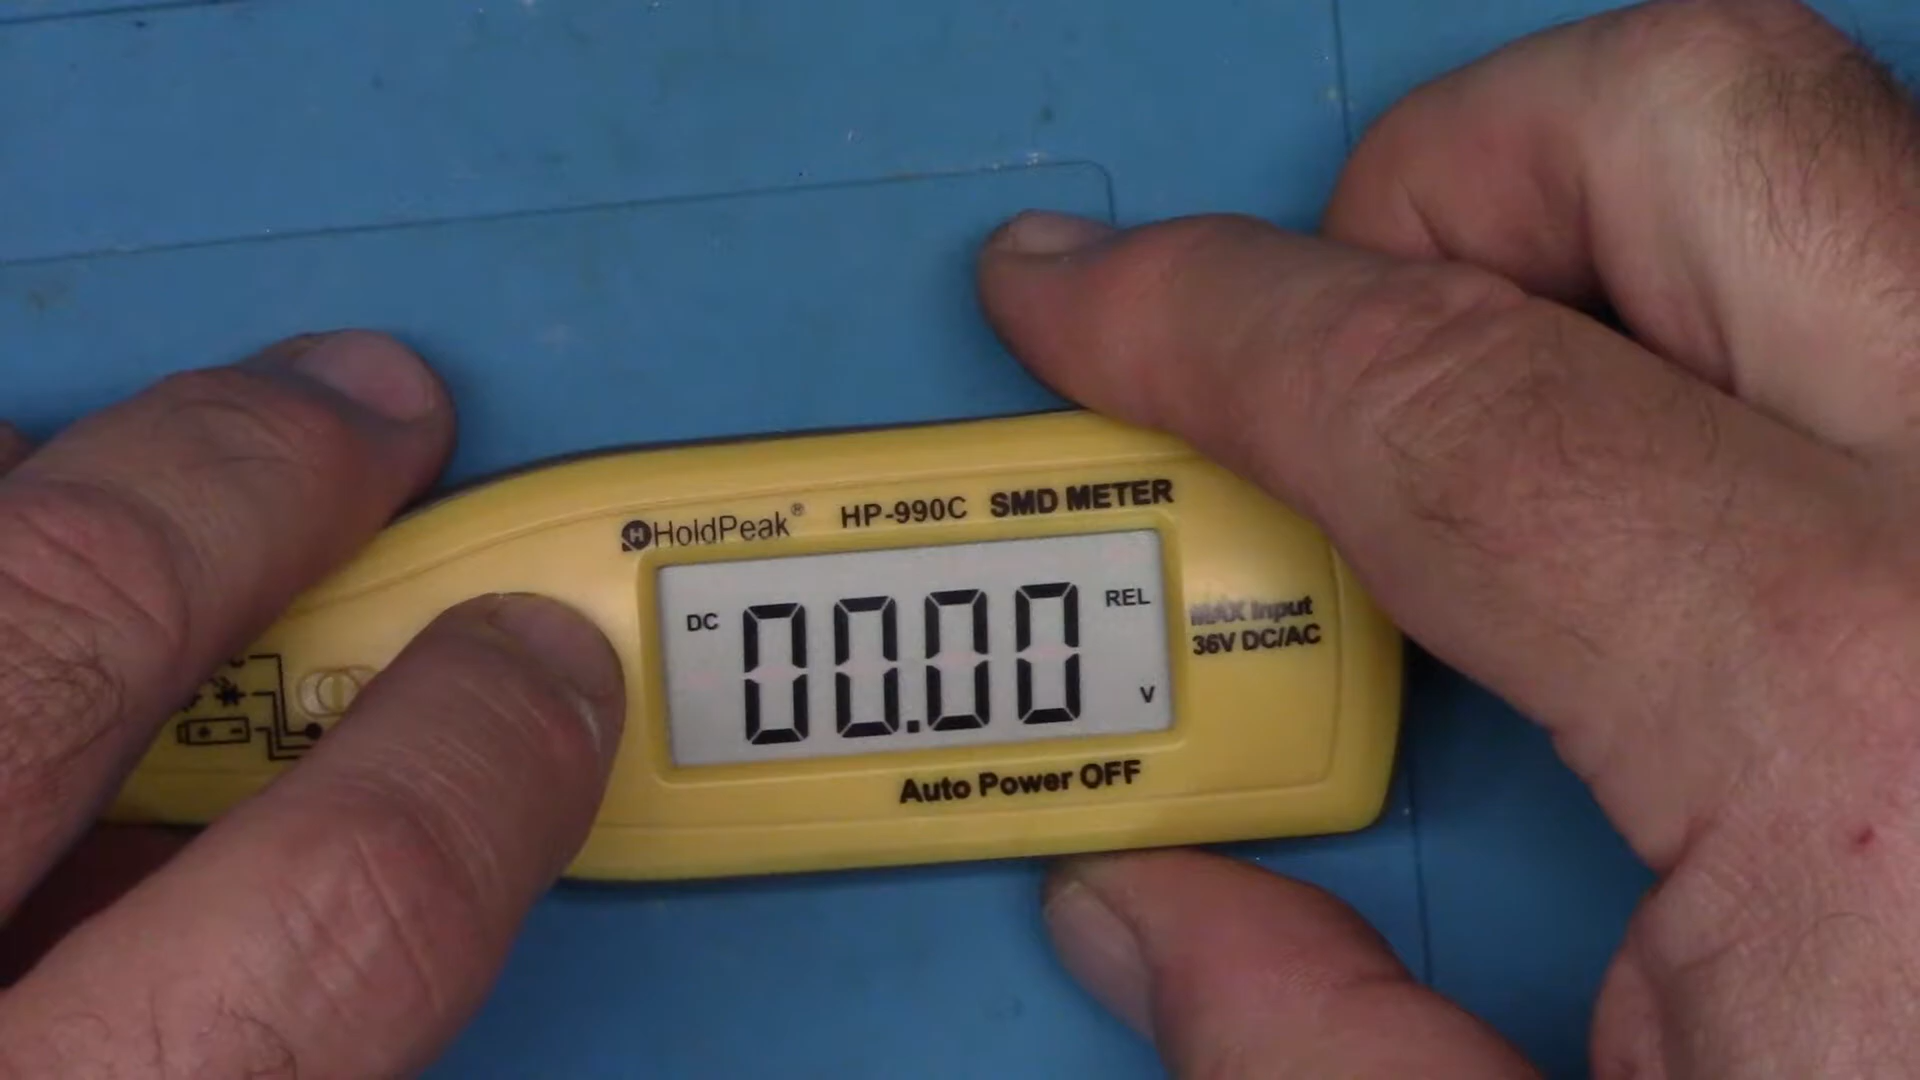 HoldPeak® HP-990C SMD METER
DC 00.00 REL
V
MAX Input
36V DC/AC
Auto Power OFF